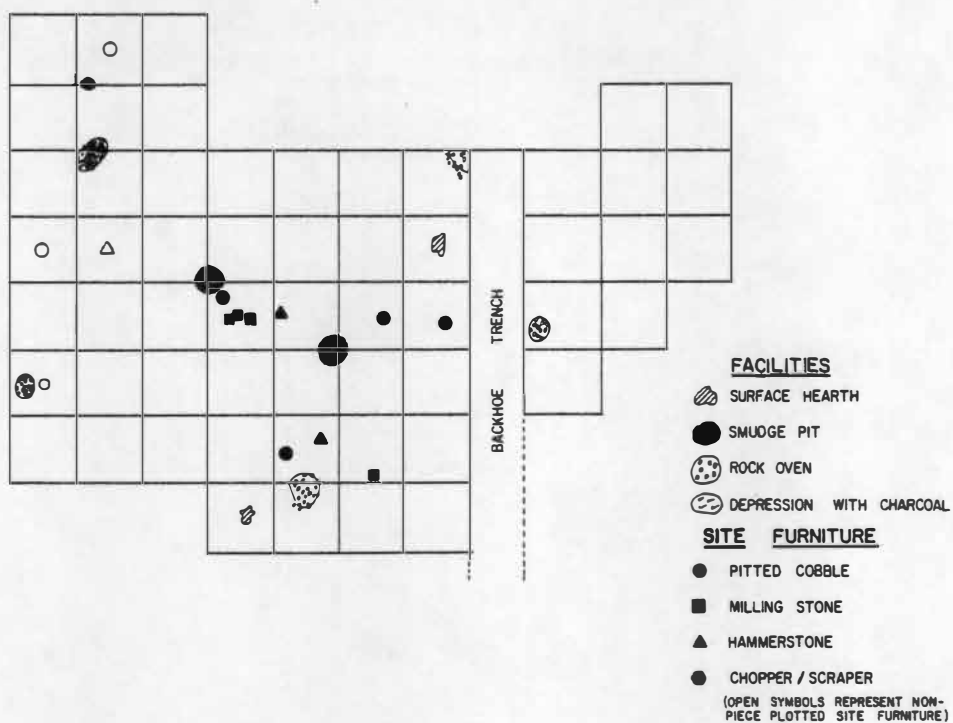 BACKHOE TRENCH
FACILITIES
SURFACE HEARTH
SMUDGE PIT
ROCK OVEN
DEPRESSION WITH CHARCOAL
SITE FURNITURE
PITTED COBBLE
MILLING STONE
HAMMERSTONE
CHOPPER / SCRAPER
(OPEN SYMBOLS REPRESENT NON-
PIECE PLOTTED SITE FURNITURE)